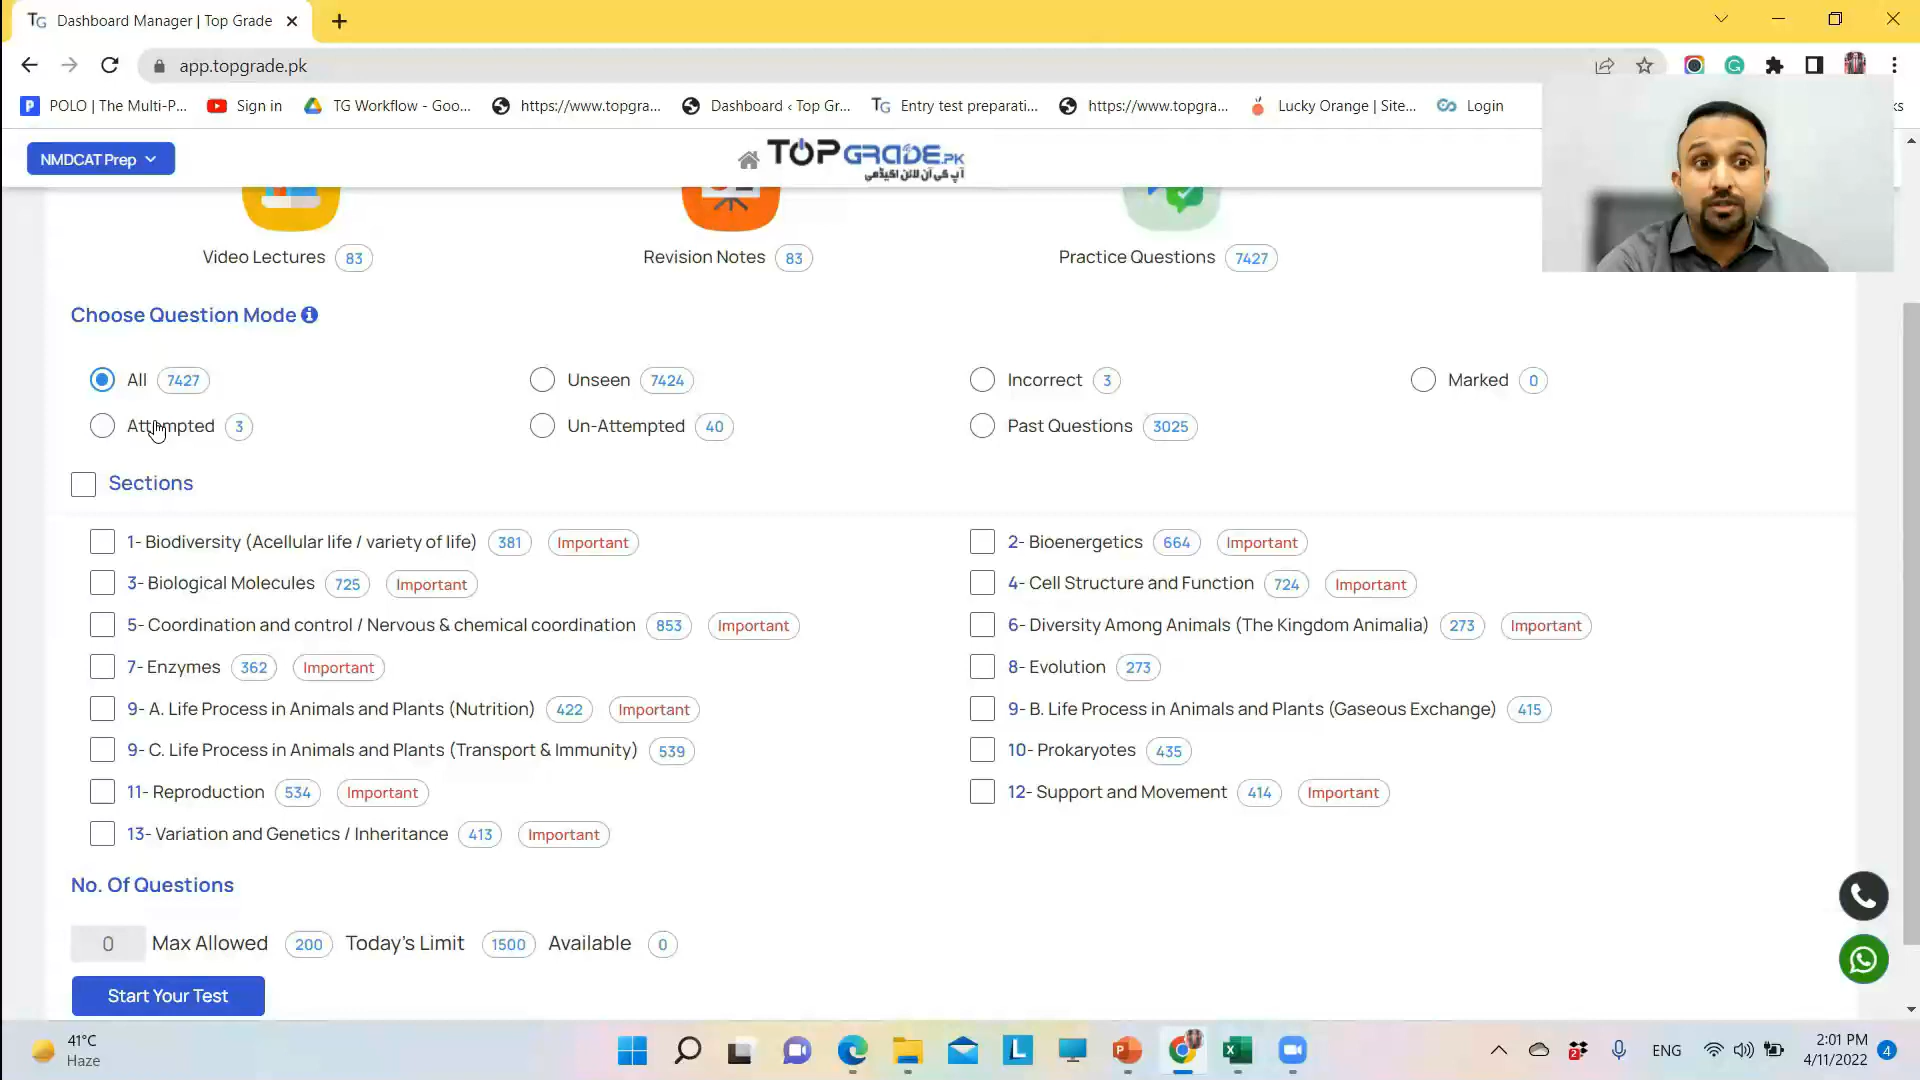 TG Dashboard Manager | Top Grade
app.topgrade.pk
POLO | The Multi-P... Sign in TG Workflow - Goo... https://www.topgra... Dashboard ‹ Top Gr... TG Entry test preparati... https://www.topgra... Lucky Orange | Site... Login ks
NMDCAT Prep
TOPGRADE.PK
آپ کی آن لائن اکیڈمی
Video Lectures 83 Revision Notes 83 Practice Questions 7427
Choose Question Mode
All 7427 Unseen 7424 Incorrect 3 Marked 0
Attempted 3 Un-Attempted 40 Past Questions 3025
Sections
1- Biodiversity (Acellular life / variety of life) 381 Important 2- Bioenergetics 664 Important
3- Biological Molecules 725 Important 4- Cell Structure and Function 724 Important
5- Coordination and control / Nervous & chemical coordination 853 Important 6- Diversity Among Animals (The Kingdom Animalia) 273 Important
7- Enzymes 362 Important 8- Evolution 273
9- A. Life Process in Animals and Plants (Nutrition) 422 Important 9- B. Life Process in Animals and Plants (Gaseous Exchange) 415
9- C. Life Process in Animals and Plants (Transport & Immunity) 539 10- Prokaryotes 435
11- Reproduction 534 Important 12- Support and Movement 414 Important
13- Variation and Genetics / Inheritance 413 Important
No. Of Questions
0 Max Allowed 200 Today's Limit 1500 Available 0
Start Your Test
41°C
Haze
ENG
2:01 PM
4/11/2022
4